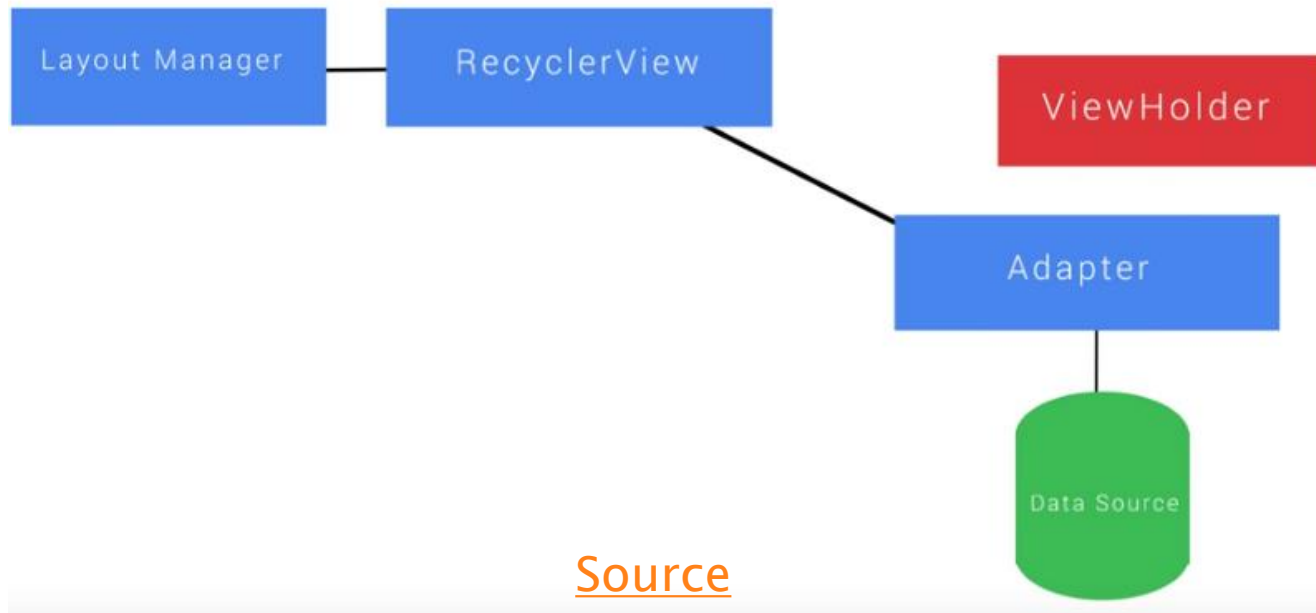 Layout Manager
RecyclerView
ViewHolder
Adapter
Data Source
Source